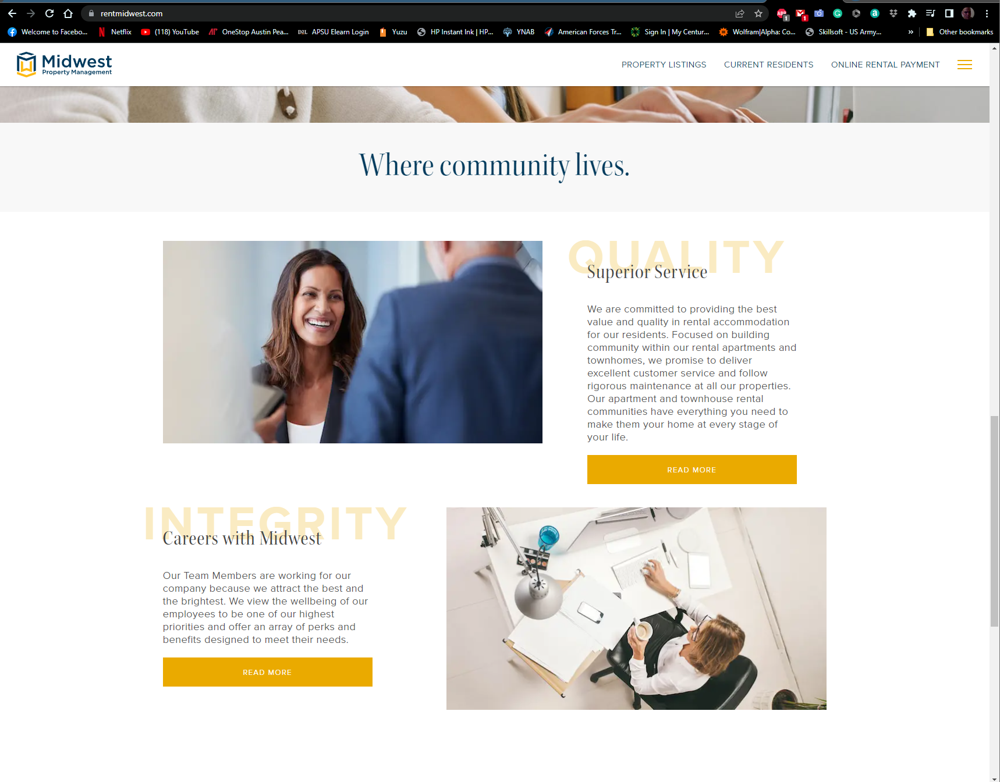 rentmidwest.com
1
1
Welcome to Facebo... Netflix (118) YouTube OneStop Austin Pea... D2L APSU Elearn Login Yuzu HP Instant Ink | HP... YNAB American Forces Tr... Sign In | My Centur... Wolfram|Alpha: Co... Skillsoft - US Army... » Other bookmarks
Midwest
Property Management
PROPERTY LISTINGS CURRENT RESIDENTS ONLINE RENTAL PAYMENT
Where community lives.
QUALITY
Superior Service
We are committed to providing the best
value and quality in rental accommodation
for our residents. Focused on building
community within our rental apartments and
townhomes, we promise to deliver
excellent customer service and follow
rigorous maintenance at all our properties.
Our apartment and townhouse rental
communities have everything you need to
make them your home at every stage of
your life.
READ MORE
INTEGRITY
Careers with Midwest
Our Team Members are working for our
company because we attract the best and
the brightest. We view the wellbeing of our
employees to be one of our highest
priorities and offer an array of perks and
benefits designed to meet their needs.
READ MORE